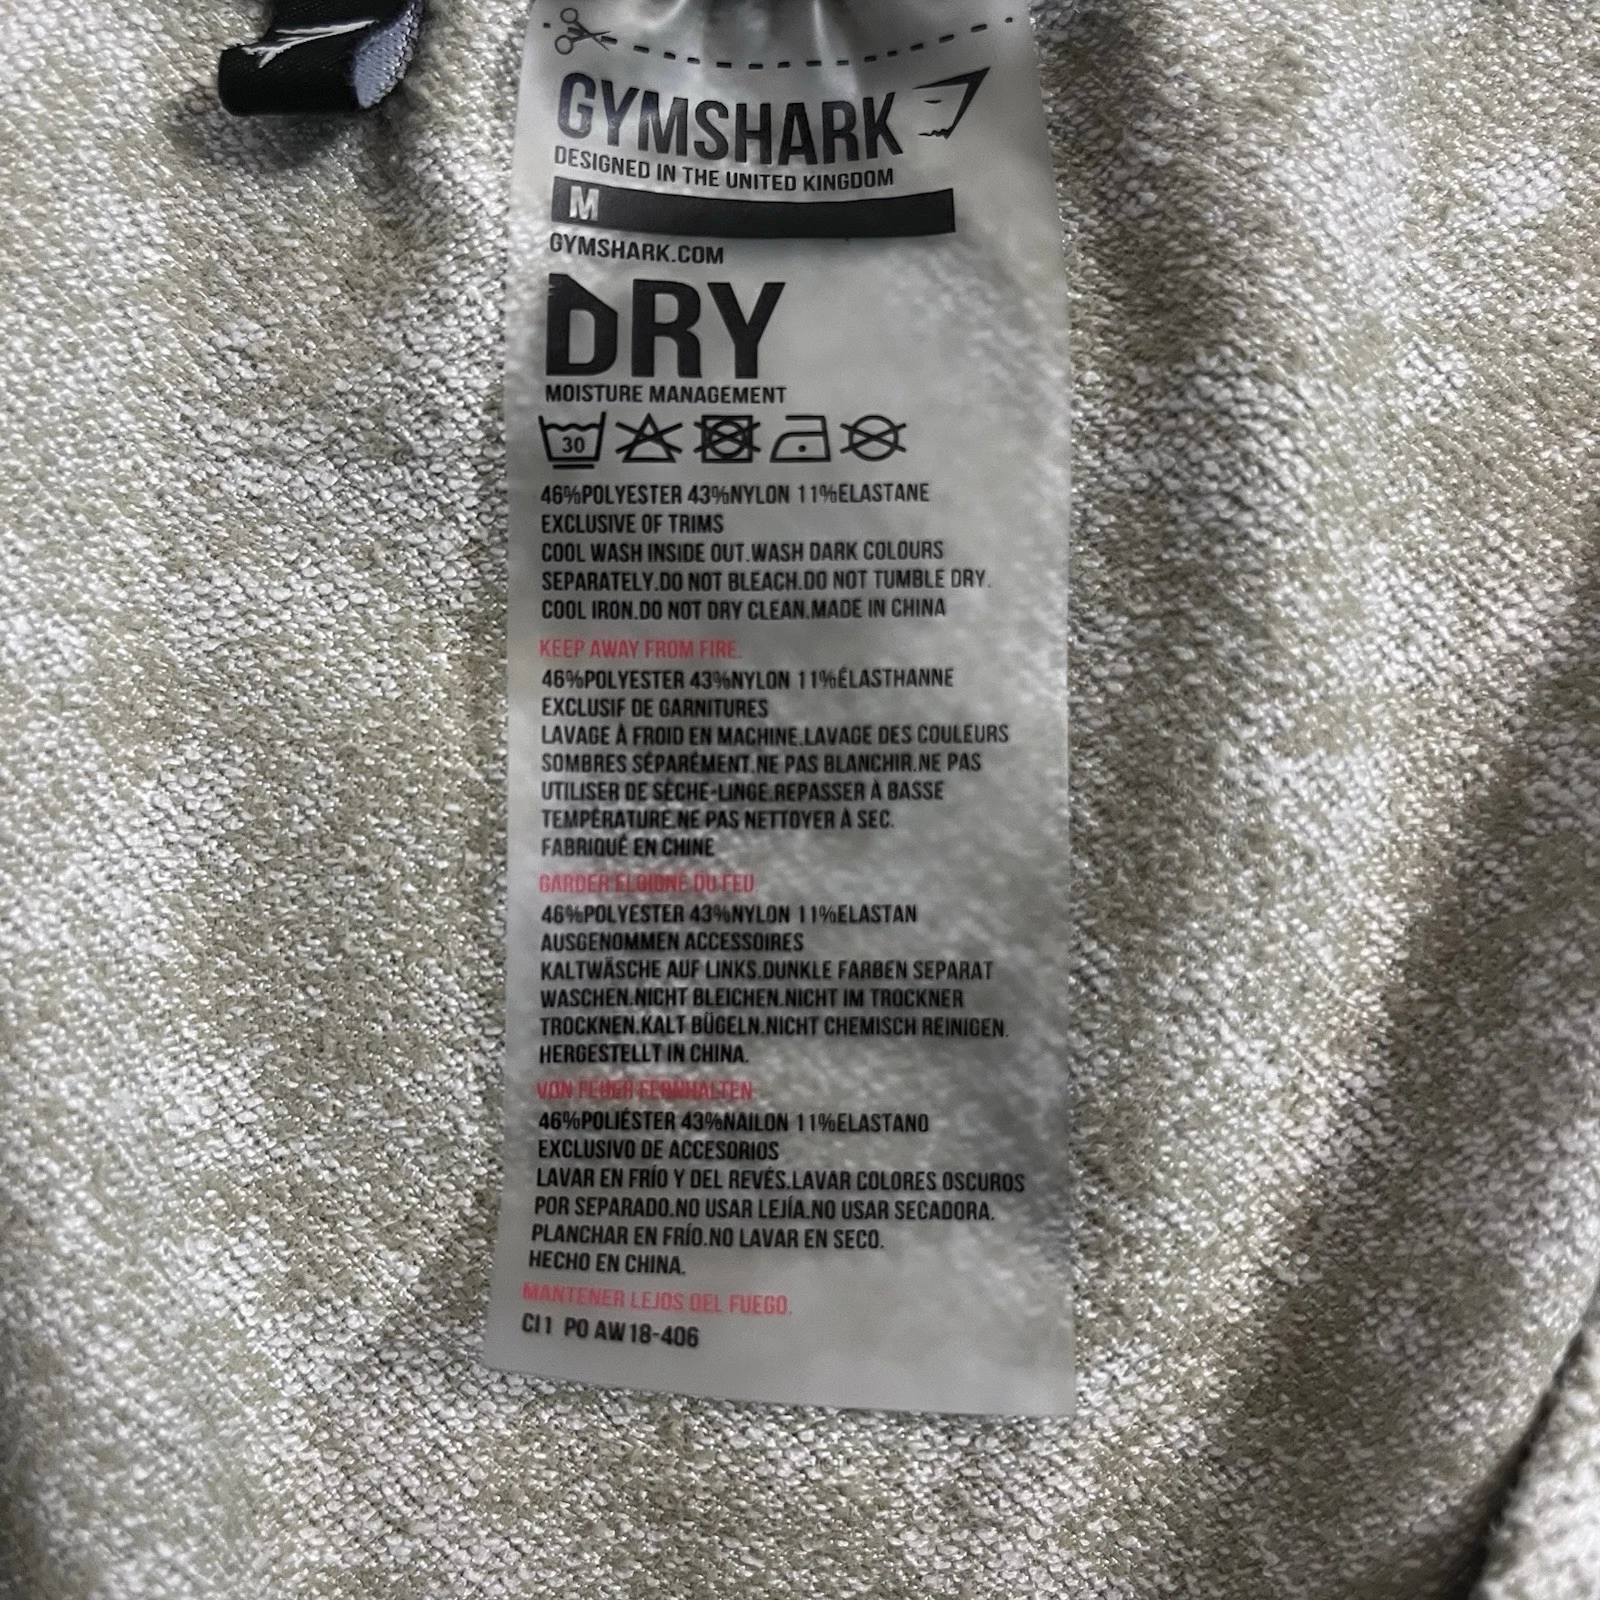 GYMSHARK
DESIGNED IN THE UNITED KINGDOM
M
GYMSHARK.COM
DRY
MOISTURE MANAGEMENT
30
46%POLYESTER 43%NYLON 11%ELASTANE
EXCLUSIVE OF TRIMS
COOL WASH INSIDE OUT.WASH DARK COLOURS
SEPARATELY.DO NOT BLEACH.DO NOT TUMBLE DRY.
COOL IRON.DO NOT DRY CLEAN.MADE IN CHINA
KEEP AWAY FROM FIRE.
46%POLYESTER 43%NYLON 11%ÉLASTHANNE
EXCLUSIF DE GARNITURES
LAVAGE À FROID EN MACHINE.LAVAGE DES COULEURS
SOMBRES SÉPARÉMENT.NE PAS BLANCHIR.NE PAS
UTILISER DE SÈCHE-LINGE.REPASSER À BASSE
TEMPÉRATURE.NE PAS NETTOYER À SEC.
FABRIQUÉ EN CHINE
GARDER ELOIGNÉ DU FEU.
46%POLYESTER 43%NYLON 11%ELASTAN
AUSGENOMMEN ACCESSOIRES
KALTWÄSCHE AUF LINKS.DUNKLE FARBEN SEPARAT
WASCHEN.NICHT BLEICHEN.NICHT IM TROCKNER
TROCKNEN.KALT BÜGELN.NICHT CHEMISCH REINIGEN.
HERGESTELLT IN CHINA.
VON FEUER FERNHALTEN.
46%POLIÉSTER 43%NAILON 11%ELASTANO
EXCLUSIVO DE ACCESORIOS
LAVAR EN FRÍO Y DEL REVÉS.LAVAR COLORES OSCUROS
POR SEPARADO.NO USAR LEJÍA.NO USAR SECADORA.
PLANCHAR EN FRÍO.NO LAVAR EN SECO.
HECHO EN CHINA.
MANTENER LEJOS DEL FUEGO.
CI1 PO AW18-406